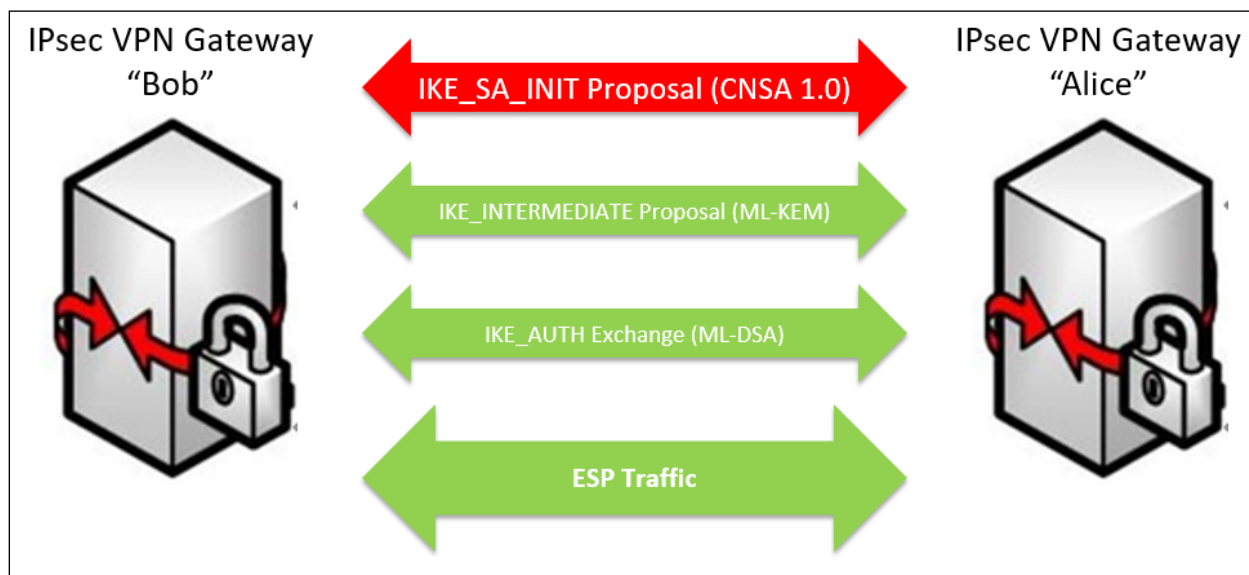 IPsec VPN Gateway
“Bob”
IPsec VPN Gateway
“Alice”
IKE_SA_INIT Proposal (CNSA 1.0)
IKE_INTERMEDIATE Proposal (ML-KEM)
IKE_AUTH Exchange (ML-DSA)
ESP Traffic